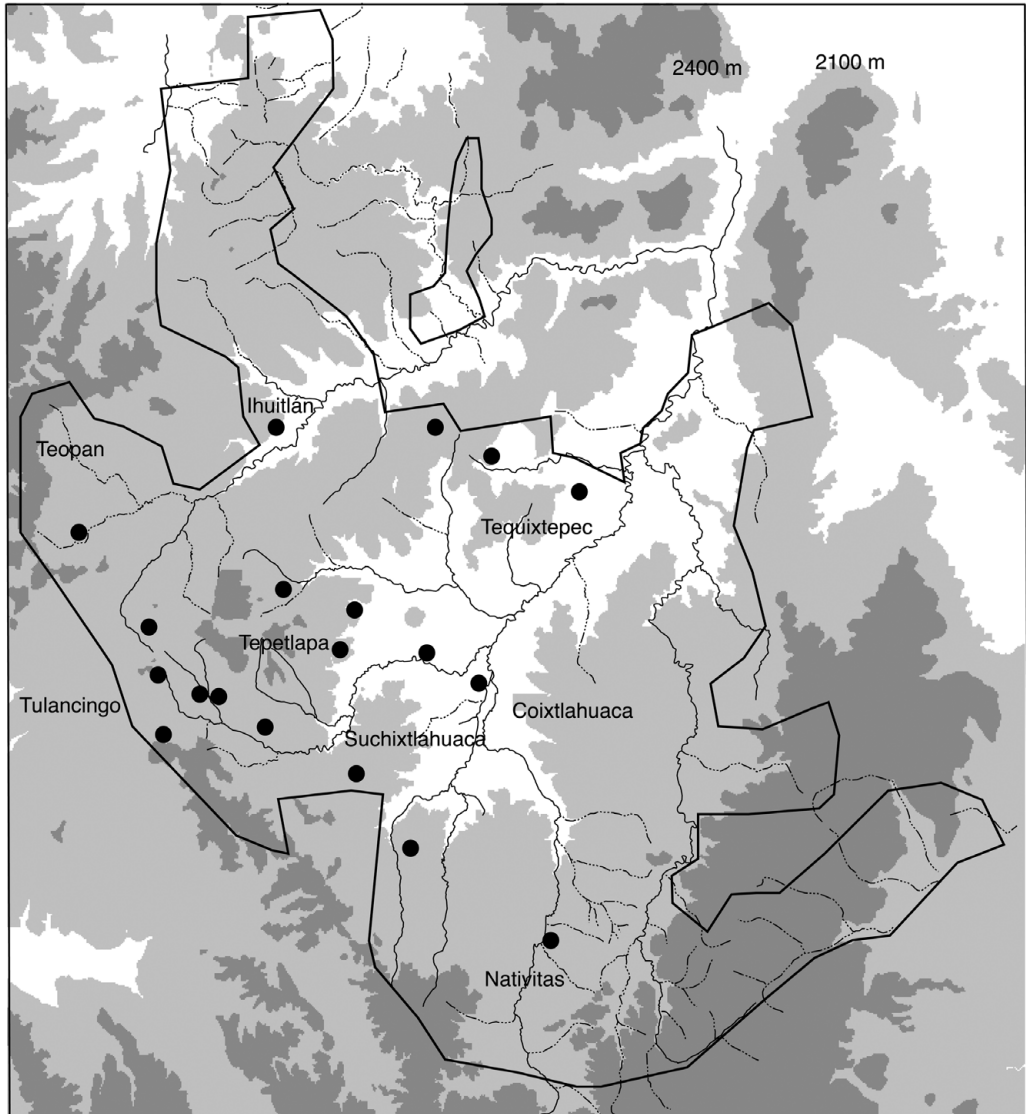 2400 m
2100 m
Ihuitlán
Teopan
Tequixtepec
Tepetlapa
Tulancingo
Coixtlahuaca
Suchixtlahuaca
Nativitas